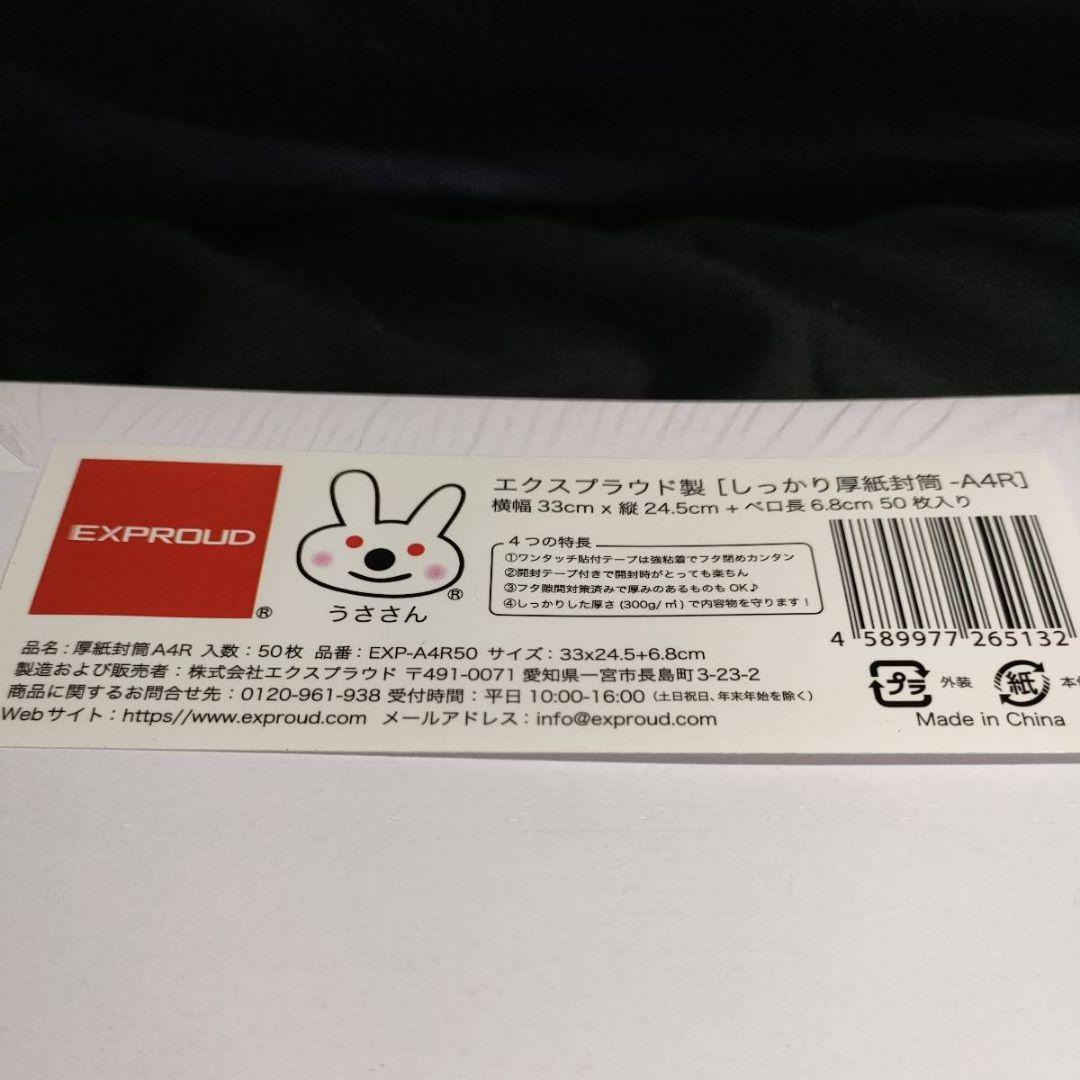 EXPROUD
®
うささん ®
エクスプラウド製 [しっかり厚紙封筒-A4R]
横幅 33cm x 縦 24.5cm + ベロ長 6.8cm 50枚入り
4つの特長
①ワンタッチ貼付テープは強粘着でフタ閉めカンタン
②開封テープ付きで開封時がとっても楽ちん
③フタ隙間対策済みで厚みのあるものも OK♪
④しっかりした厚さ (300g/㎡) で内容物を守ります！
4 589977 265132
品名：厚紙封筒A4R 入数：50枚 品番：EXP-A4R50 サイズ：33x24.5+6.8cm
製造および販売者：株式会社エクスプラウド 〒491-0071 愛知県一宮市長島町3-23-2
商品に関するお問合せ先：0120-961-938 受付時間：平日 10:00-16:00（土日祝日、年末年始を除く）
Webサイト：https//www.exproud.com メールアドレス：info@exproud.com
プラ 外装 紙 本体
Made in China